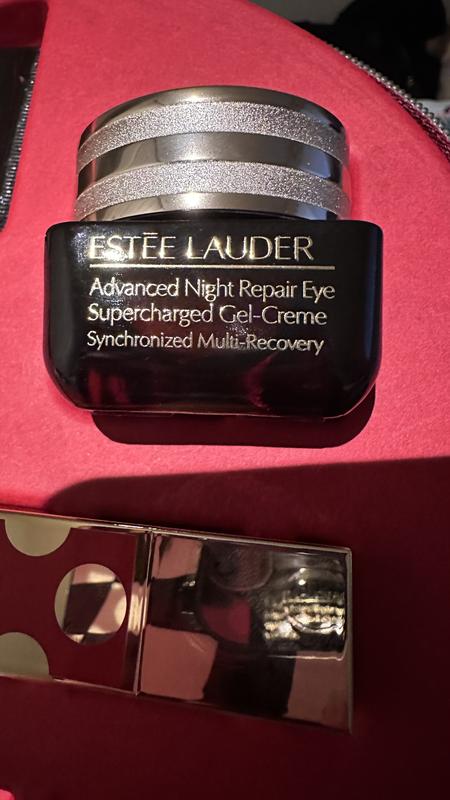 ESTĒE LAUDER
Advanced Night Repair Eye
Supercharged Gel-Creme
Synchronized Multi-Recovery